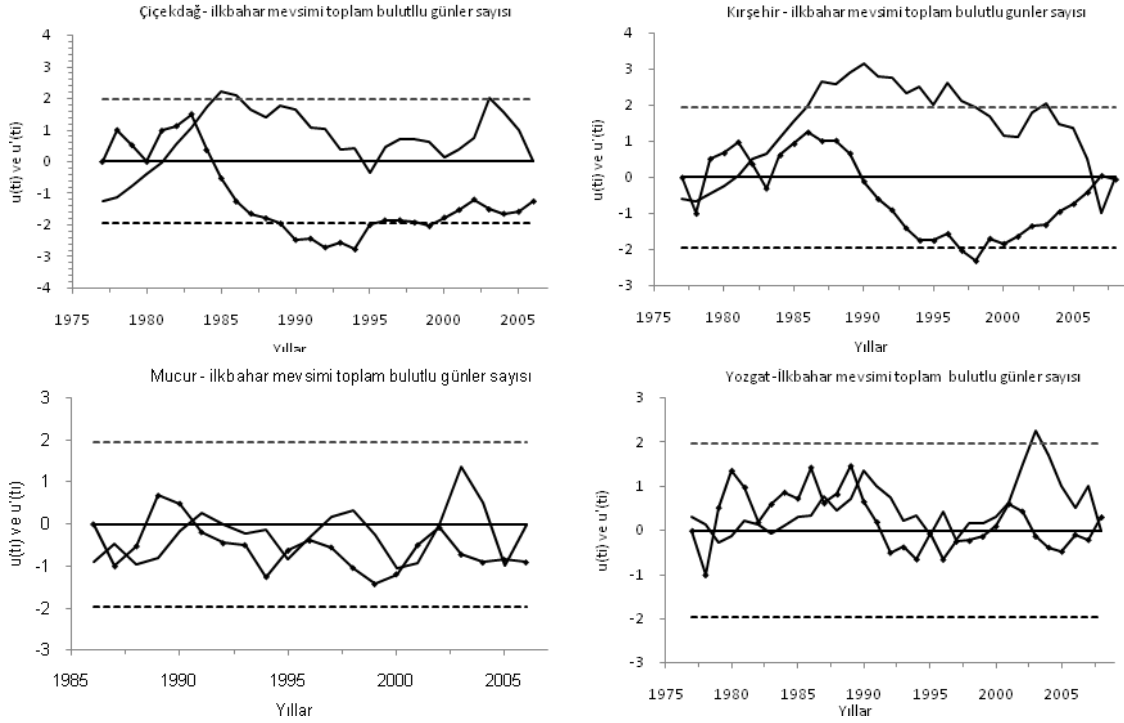 Çiçekdağ - ilkbahar mevsimi toplam bulutllu günler sayısı
4
3
2
1
0
-1
-2
-3
-4
u(ti) ve u'(ti)
1975 1980 1985 1990 1995 2000 2005
Yıllar
Kırşehir - ilkbahar mevsimi toplam bulutlu gunler sayısı
4
3
2
1
0
-1
-2
-3
u(ti) ve u'(ti)
1975 1980 1985 1990 1995 2000 2005
Yıllar
Mucur - ilkbahar mevsimi toplam bulutlu günler sayısı
3
2
1
0
-1
-2
-3
u(ti) ve u'(ti)
1985 1990 1995 2000 2005
Yıllar
Yozgat-İlkbahar mevsimi toplam bulutlu günler sayısı
3
2
1
0
-1
-2
-3
u(ti) ve u'(ti)
1975 1980 1985 1990 1995 2000 2005
Yıllar